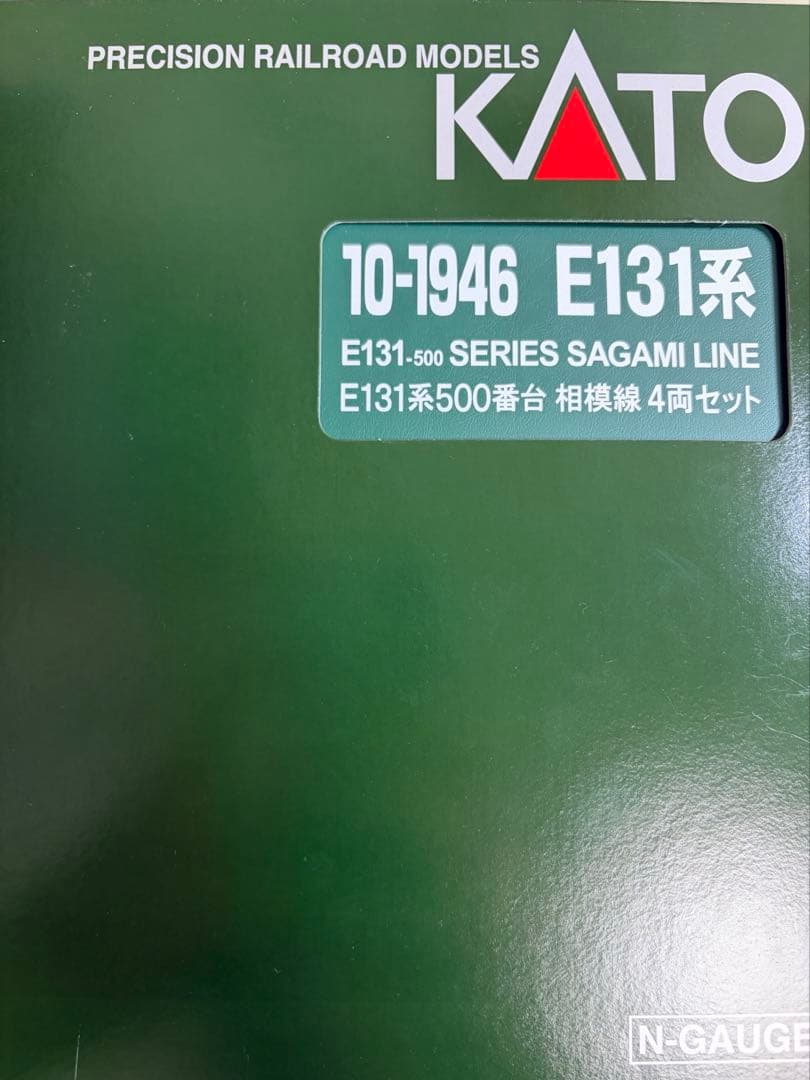 PRECISION RAILROAD MODELS
KATO
10-1946 E131系
E131-500 SERIES SAGAMI LINE
E131系500番台 相模線 4両セット
N-GAUGE